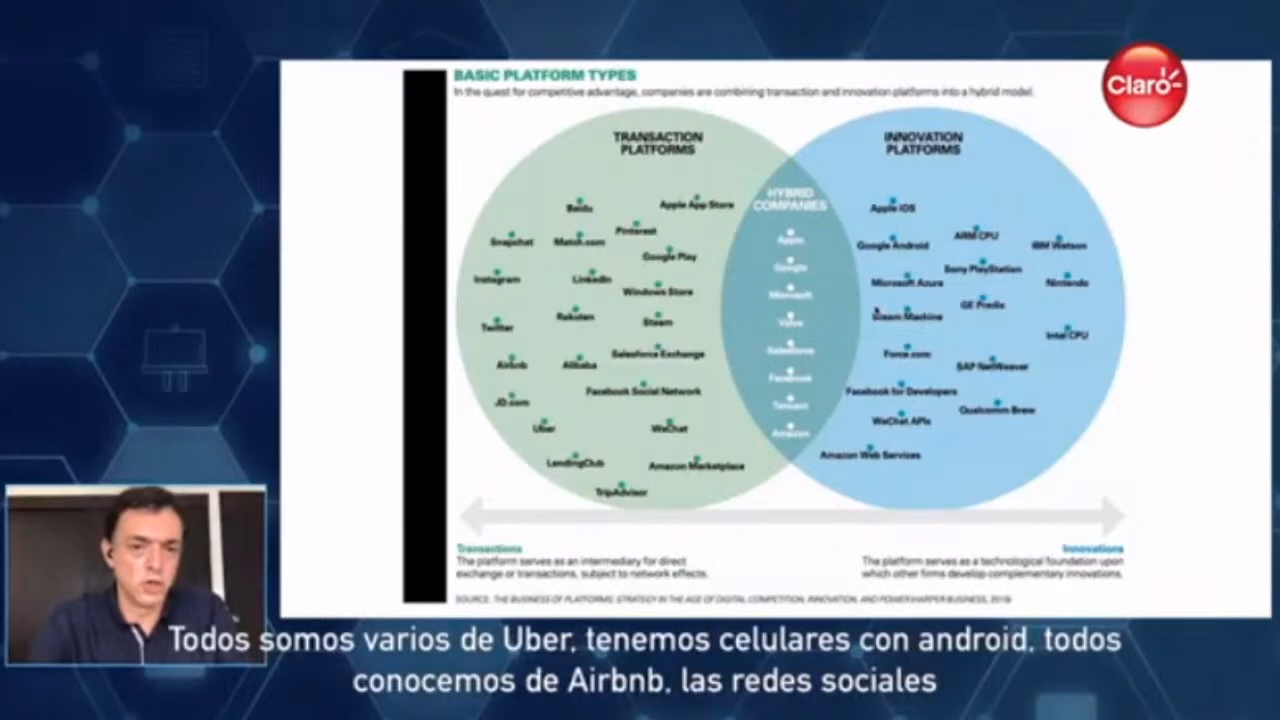 BASIC PLATFORM TYPES
In the quest for competitive advantage, companies are combining transaction and innovation platforms into a hybrid model.
Claro
TRANSACTION
PLATFORMS
INNOVATION
PLATFORMS
HYBRID
COMPANIES
Baidu
Apple App Store
Pinterest
Snapchat
Match.com
Google Play
Instagram
LinkedIn
Windows Store
Rakuten
Steam
Twitter
Salesforce Exchange
Airbnb
Alibaba
Facebook Social Network
JD.com
Uber
WeChat
LendingClub
Amazon Marketplace
TripAdvisor
Apple
Google
Microsoft
Valve
Salesforce
Facebook
Tencent
Amazon
Apple iOS
ARM CPU
Google Android
IBM Watson
Sony PlayStation
Microsoft Azure
Nintendo
GE Predix
Steam Machine
Intel CPU
Force.com
SAP NetWeaver
Facebook for Developers
Qualcomm Brew
WeChat APIs
Amazon Web Services
Transactions
The platform serves as an intermediary for direct
exchange or transactions, subject to network effects.
Innovations
The platform serves as a technological foundation upon
which other firms develop complementary innovations.
SOURCE: THE BUSINESS OF PLATFORMS: STRATEGY IN THE AGE OF DIGITAL COMPETITION, INNOVATION, AND POWER/HARPER BUSINESS, 2019
Todos somos varios de Uber, tenemos celulares con android, todos
conocemos de Airbnb, las redes sociales